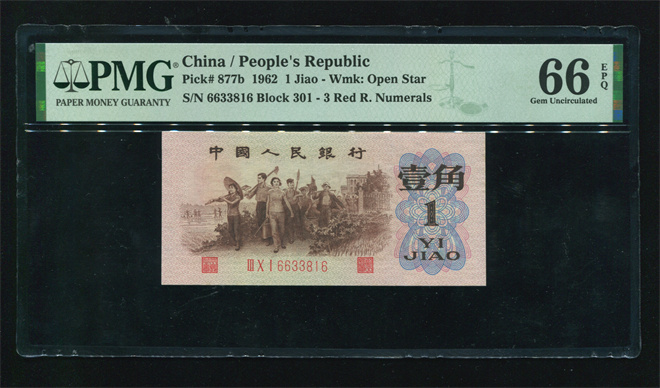 PMG®
PAPER MONEY GUARANTY
China / People's Republic
Pick# 877b 1962 1 Jiao - Wmk: Open Star
S/N 6633816 Block 301 - 3 Red R. Numerals
66 EPQ
Gem Uncirculated
中國人民銀行
壹角
1
YI
JIAO
III X I 6633816